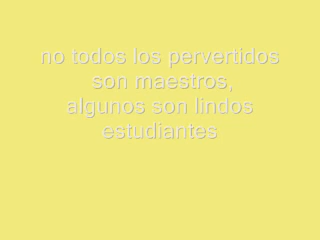 no todos los pervertidos
son maestros,
algunos son lindos
estudiantes